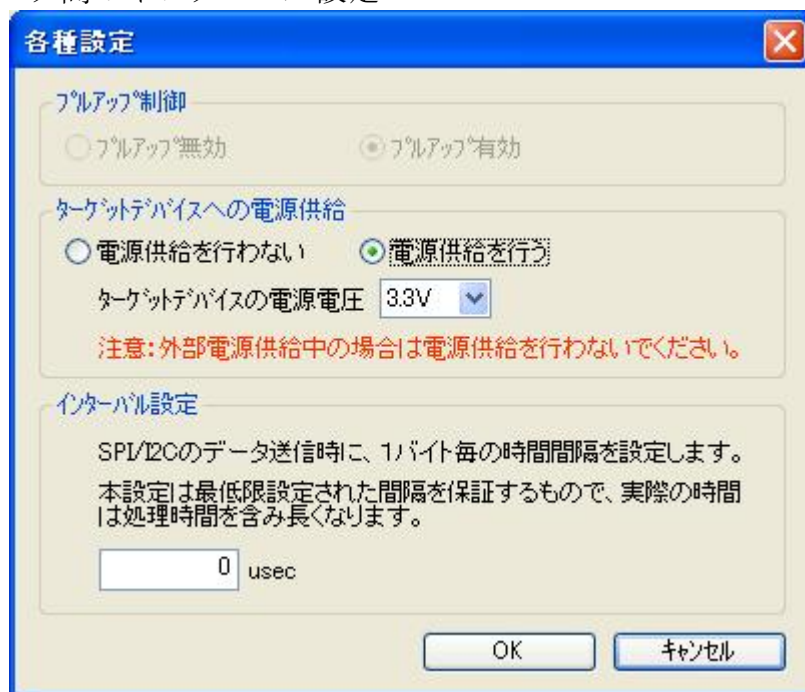 各種設定
ﾌﾟﾙｱｯﾌﾟ制御
ﾌﾟﾙｱｯﾌﾟ無効 ﾌﾟﾙｱｯﾌﾟ有効
ﾀｰｹﾞｯﾄﾃﾞﾊﾞｲｽへの電源供給
電源供給を行わない 電源供給を行う
ﾀｰｹﾞｯﾄﾃﾞﾊﾞｲｽの電源電圧 3.3V
注意：外部電源供給中の場合は電源供給を行わないでください。
ｲﾝﾀｰﾊﾞﾙ設定
SPI/I2Cのデータ送信時に、1バイト毎の時間間隔を設定します。
本設定は最低限設定された間隔を保証するもので、実際の時間
は処理時間を含み長くなります。
0 usec
OK ｷｬﾝｾﾙ